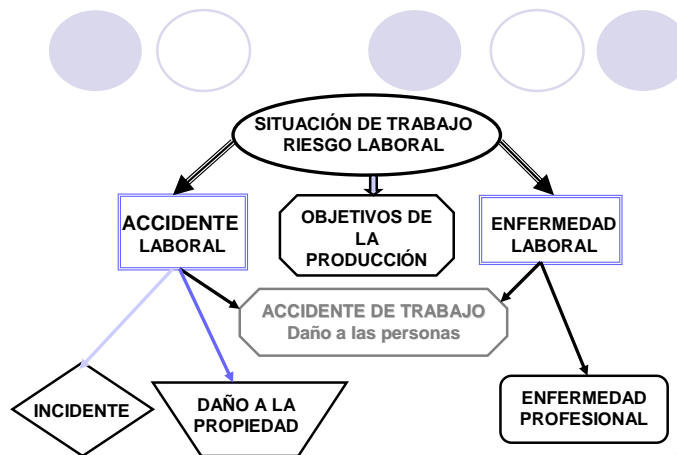 SITUACIÓN DE TRABAJO
RIESGO LABORAL
ACCIDENTE
LABORAL
OBJETIVOS DE
LA
PRODUCCIÓN
ENFERMEDAD
LABORAL
ACCIDENTE DE TRABAJO
Daño a las personas
INCIDENTE
DAÑO A LA
PROPIEDAD
ENFERMEDAD
PROFESIONAL